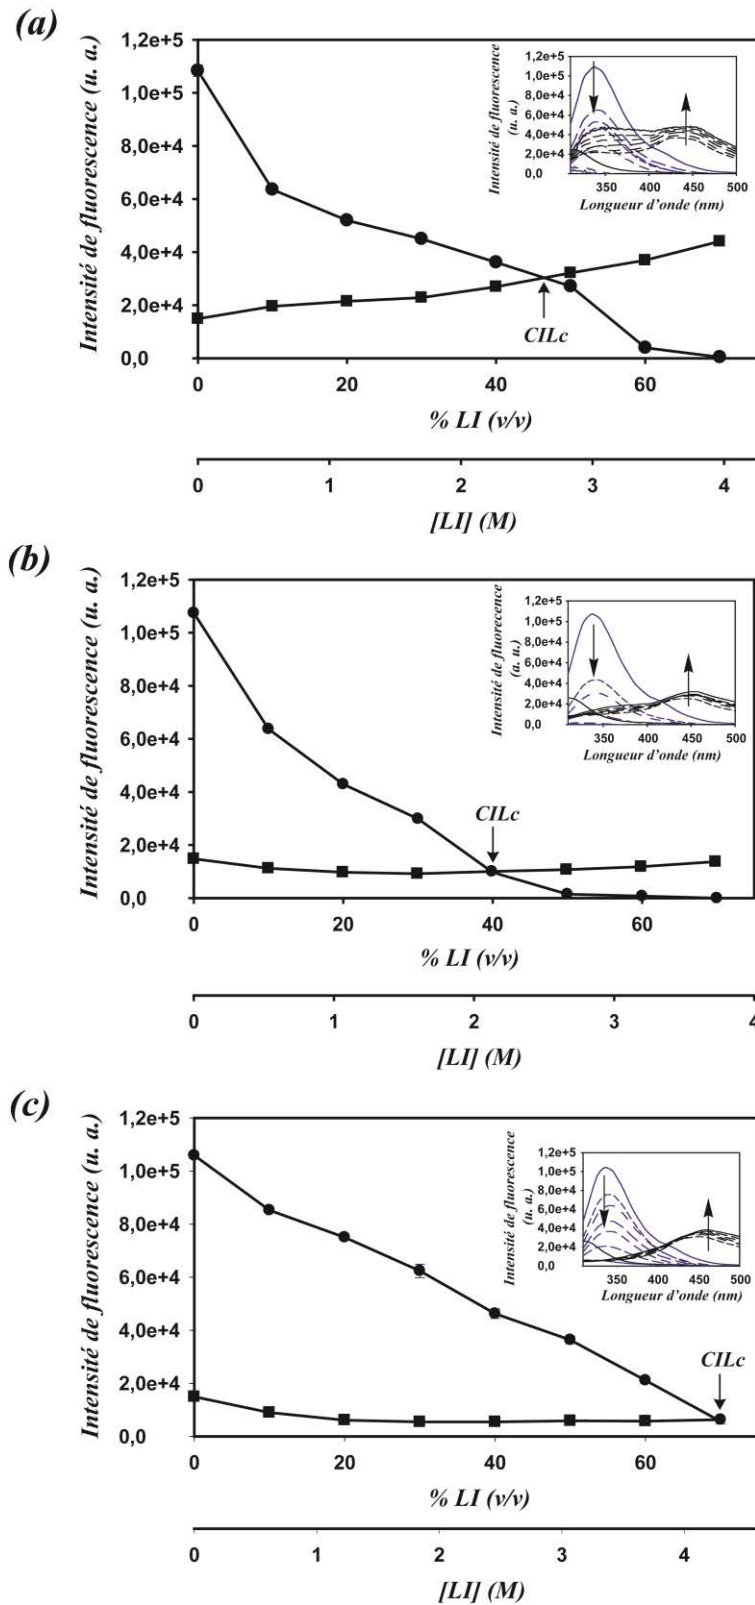 (a)
Intensité de fluorescence (u. a.)
1,2e+5
1,0e+5
8,0e+4
6,0e+4
4,0e+4
2,0e+4
0,0
0 20 40 60
% LI (v/v)
CILc
0 1 2 3 4
[LI] (M)
Intensité de fluorescence
(u. a.)
1,2e+5
1,0e+5
8,0e+4
6,0e+4
4,0e+4
2,0e+4
0,0
350 400 450 500
Longueur d'onde (nm)
(b)
Intensité de fluorescence (u. a.)
1,2e+5
1,0e+5
8,0e+4
6,0e+4
4,0e+4
2,0e+4
0,0
0 20 40 60
% LI (v/v)
CILc
0 1 2 3 4
[LI] (M)
Intensité de fluorecence
(a. u.)
1,2e+5
1,0e+5
8,0e+4
6,0e+4
4,0e+4
2,0e+4
0,0
350 400 450 500
Longueur d'onde (nm)
(c)
Intensité de fluorescence (u. a.)
1,2e+5
1,0e+5
8,0e+4
6,0e+4
4,0e+4
2,0e+4
0,0
0 20 40 60
% LI (v/v)
CILc
0 1 2 3 4
[LI] (M)
Intensité de fluorescence
(u. a.)
1,2e+5
1,0e+5
8,0e+4
6,0e+4
4,0e+4
2,0e+4
0,0
350 400 450 500
Longueur d'onde (nm)